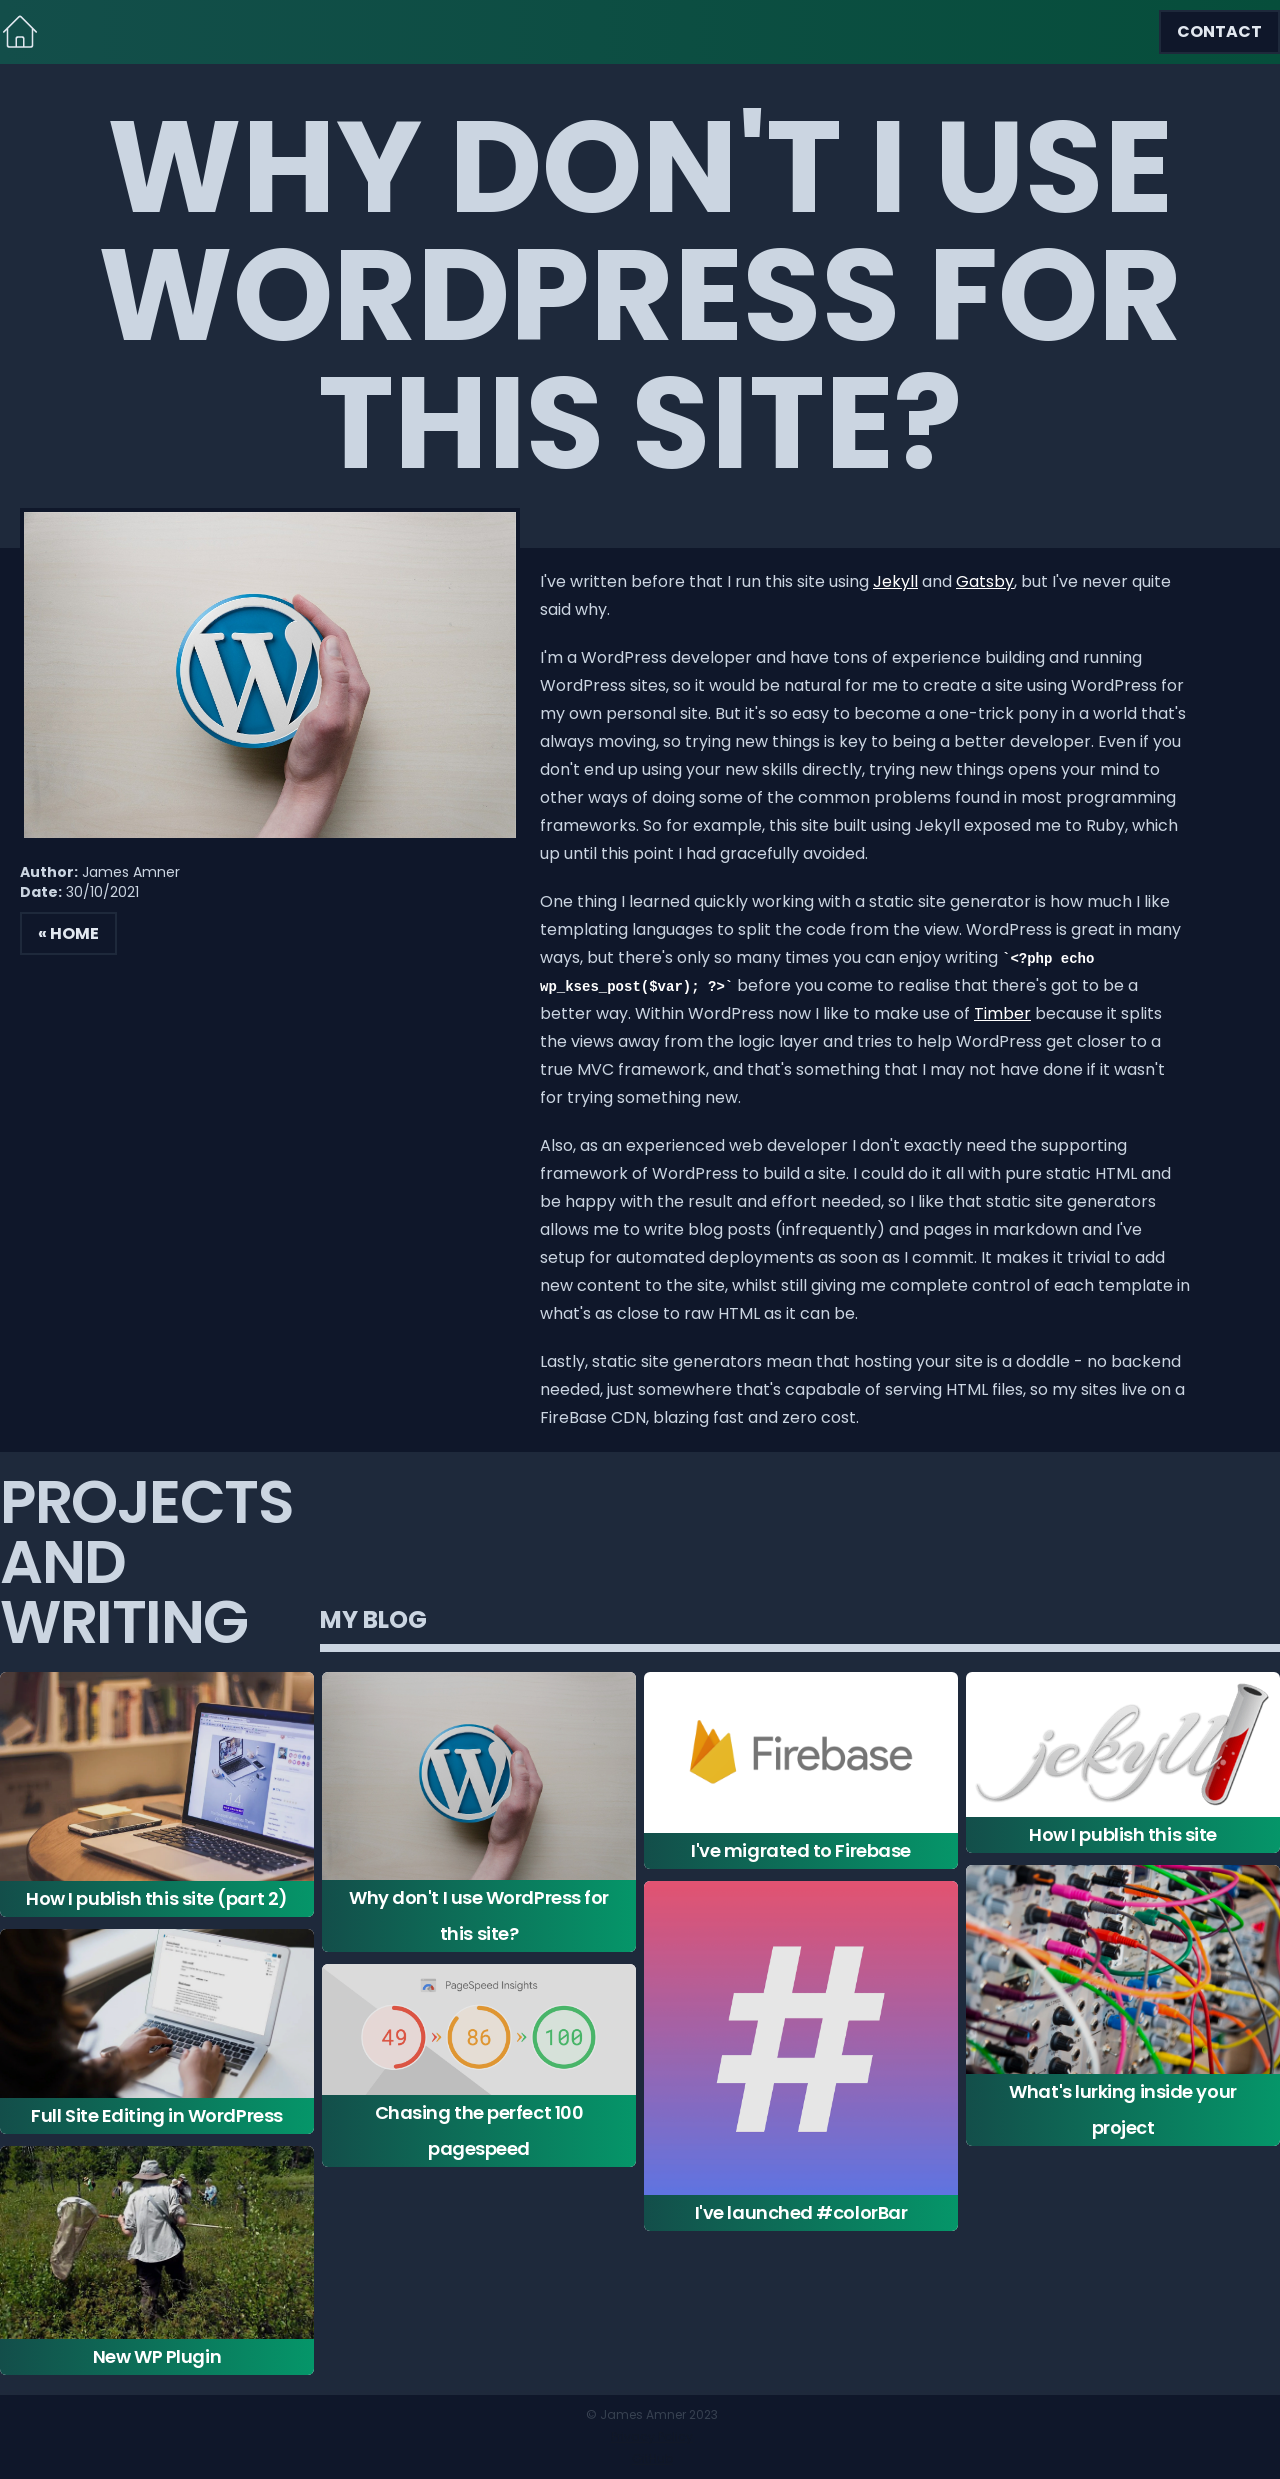 CONTACT
WHY DON'T I USE
WORDPRESS FOR
THIS SITE?
I've written before that I run this site using Jekyll and Gatsby, but I've never quite
said why.
I'm a WordPress developer and have tons of experience building and running
WordPress sites, so it would be natural for me to create a site using WordPress for
my own personal site. But it's so easy to become a one-trick pony in a world that's
always moving, so trying new things is key to being a better developer. Even if you
don't end up using your new skills directly, trying new things opens your mind to
other ways of doing some of the common problems found in most programming
frameworks. So for example, this site built using Jekyll exposed me to Ruby, which
up until this point I had gracefully avoided.
One thing I learned quickly working with a static site generator is how much I like
templating languages to split the code from the view. WordPress is great in many
ways, but there's only so many times you can enjoy writing `<?php echo
wp_kses_post($var); ?>` before you come to realise that there's got to be a
better way. Within WordPress now I like to make use of Timber because it splits
the views away from the logic layer and tries to help WordPress get closer to a
true MVC framework, and that's something that I may not have done if it wasn't
for trying something new.
Also, as an experienced web developer I don't exactly need the supporting
framework of WordPress to build a site. I could do it all with pure static HTML and
be happy with the result and effort needed, so I like that static site generators
allows me to write blog posts (infrequently) and pages in markdown and I've
setup for automated deployments as soon as I commit. It makes it trivial to add
new content to the site, whilst still giving me complete control of each template in
what's as close to raw HTML as it can be.
Lastly, static site generators mean that hosting your site is a doddle - no backend
needed, just somewhere that's capabale of serving HTML files, so my sites live on a
FireBase CDN, blazing fast and zero cost.
W
Author: James Amner
Date: 30/10/2021
« HOME
PROJECTS
AND
WRITING
MY BLOG
How I publish this site (part 2)
Full Site Editing in WordPress
New WP Plugin
W
Why don't I use WordPress for
this site?
PageSpeed Insights
49 » 86 » 100
Chasing the perfect 100
pagespeed
Firebase
I've migrated to Firebase
#
I've launched #colorBar
jekyll
How I publish this site
What's lurking inside your
project
© James Amner 2023